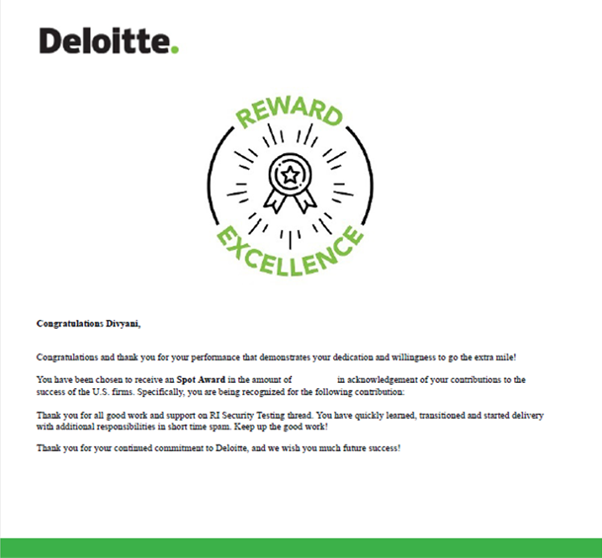 Deloitte.
REWARD
EXCELLENCE
Congratulations Divyani,
Congratulations and thank you for your performance that demonstrates your dedication and willingness to go the extra mile!
You have been chosen to receive an Spot Award in the amount of in acknowledgement of your contributions to the
success of the U.S. firms. Specifically, you are being recognized for the following contribution:
Thank you for all good work and support on RI Security Testing thread. You have quickly learned, transitioned and started delivery
with additional responsibilities in short time spam. Keep up the good work!
Thank you for your continued commitment to Deloitte, and we wish you much future success!